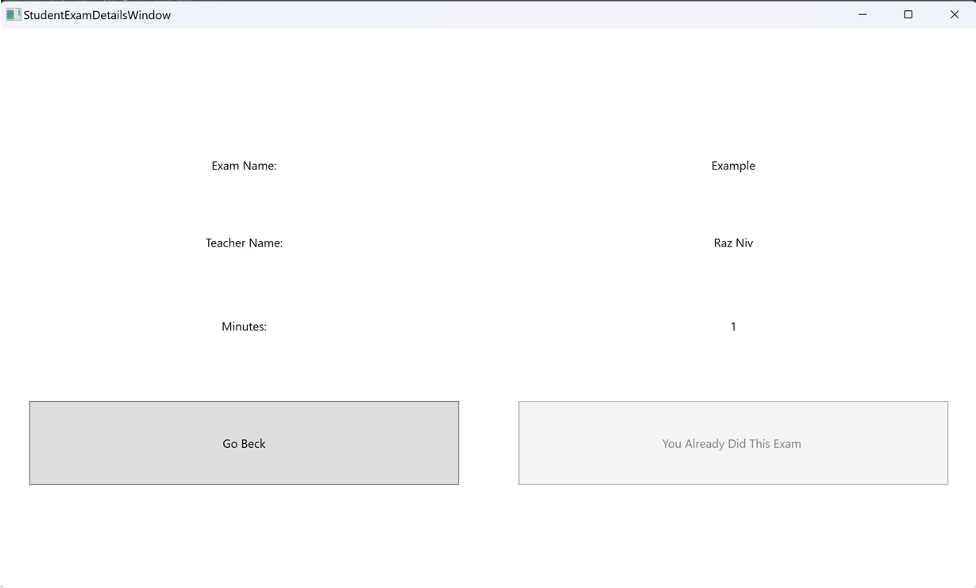 StudentExamDetailsWindow
Exam Name: Example
Teacher Name: Raz Niv
Minutes: 1
Go Beck You Already Did This Exam